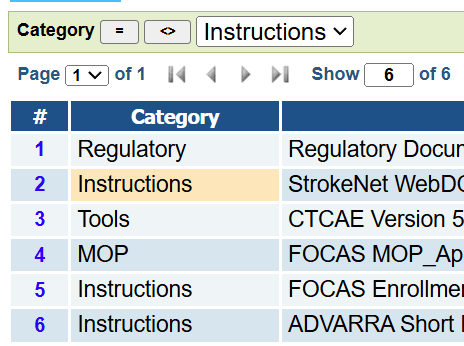 Category = <> Instructions
Page 1 of 1 Show 6 of 6
# Category
1 Regulatory Regulatory Docum
2 Instructions StrokeNet WebDC
3 Tools CTCAE Version 5
4 MOP FOCAS MOP_Ap
5 Instructions FOCAS Enrollme
6 Instructions ADVARRA Short